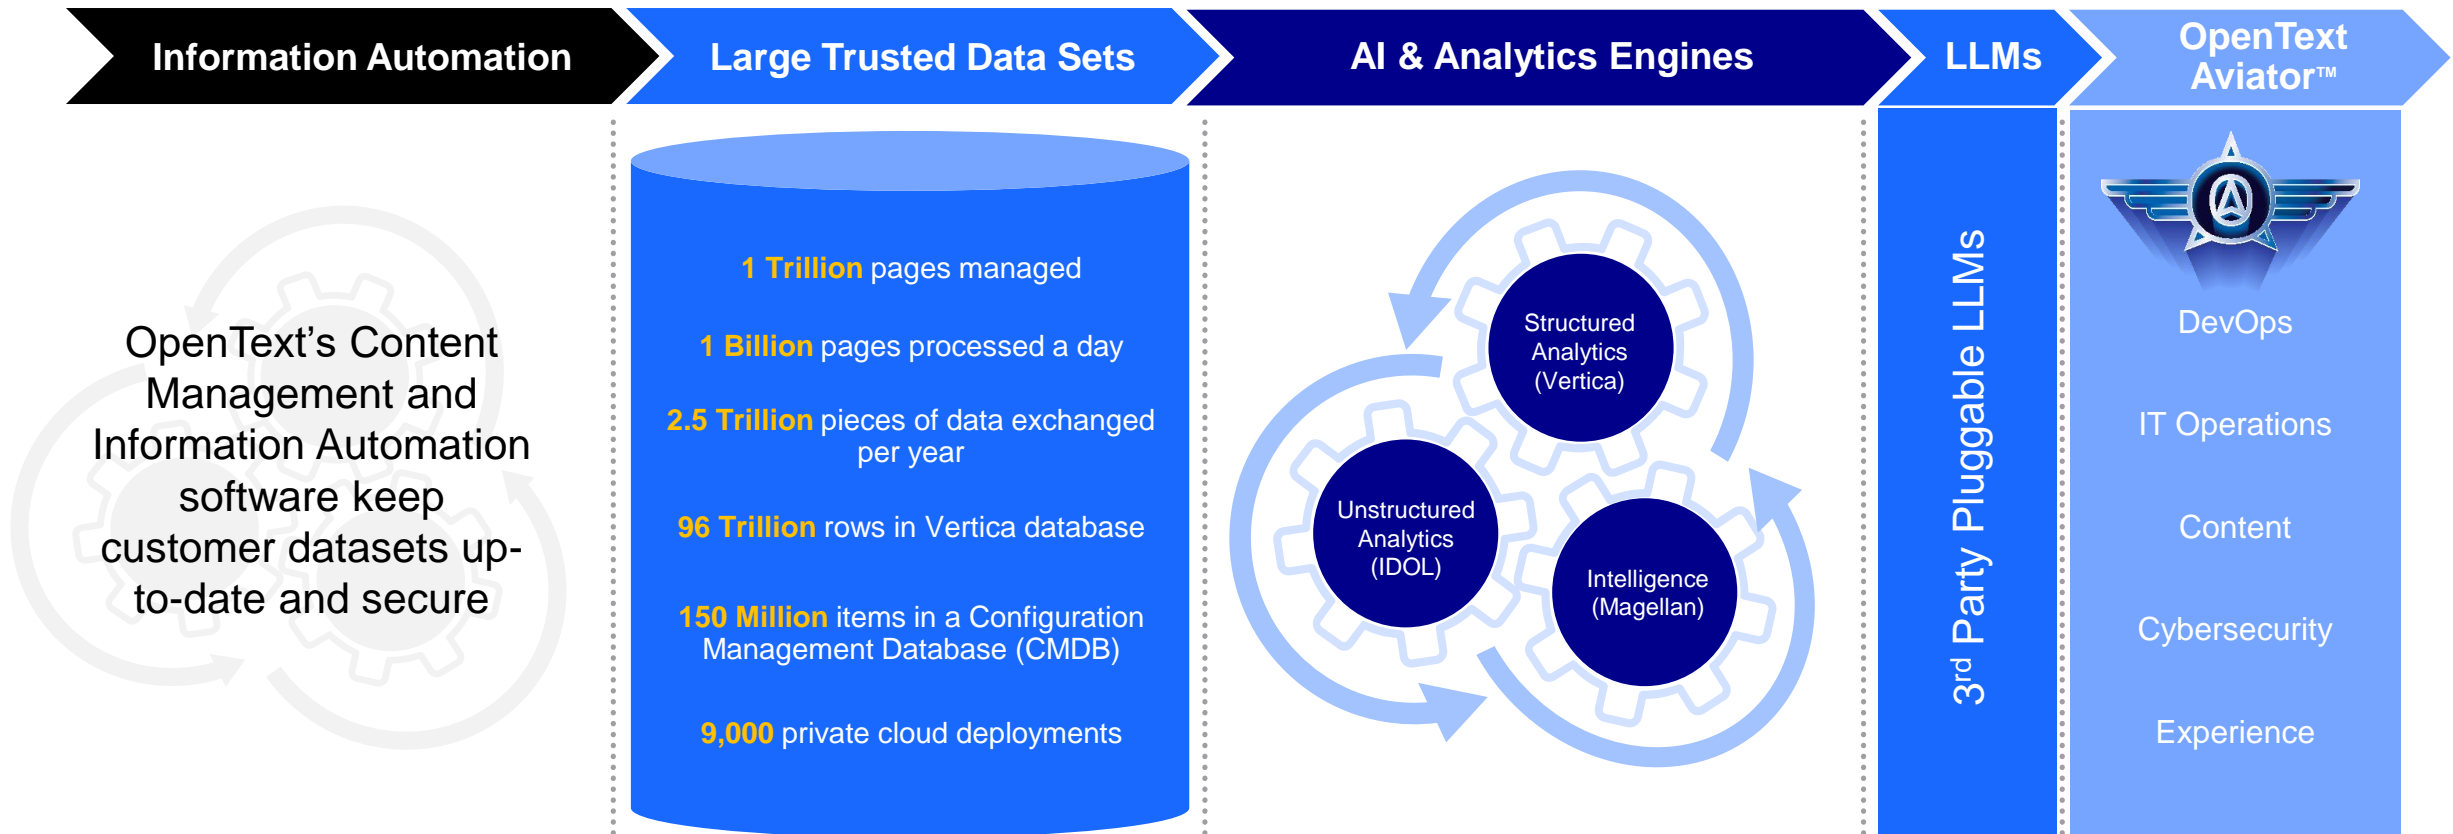 Information Automation
Large Trusted Data Sets
AI & Analytics Engines
LLMs
OpenText
Aviator™
OpenText’s Content
Management and
Information Automation
software keep
customer datasets up-
to-date and secure
1 Trillion pages managed
1 Billion pages processed a day
2.5 Trillion pieces of data exchanged
per year
96 Trillion rows in Vertica database
150 Million items in a Configuration
Management Database (CMDB)
9,000 private cloud deployments
Structured
Analytics
(Vertica)
Unstructured
Analytics
(IDOL)
Intelligence
(Magellan)
3rd Party Pluggable LLMs
DevOps
IT Operations
Content
Cybersecurity
Experience